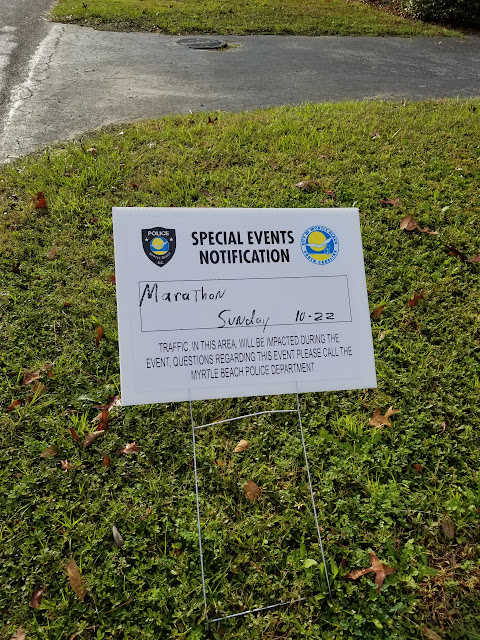 POLICE
SPECIAL EVENTS
NOTIFICATION
Marathon
Sunday 10-22
TRAFFIC, IN THIS AREA, WILL BE IMPACTED DURING THE
EVENT, QUESTIONS REGARDING THIS EVENT PLEASE CALL THE
MYRTLE BEACH POLICE DEPARTMENT